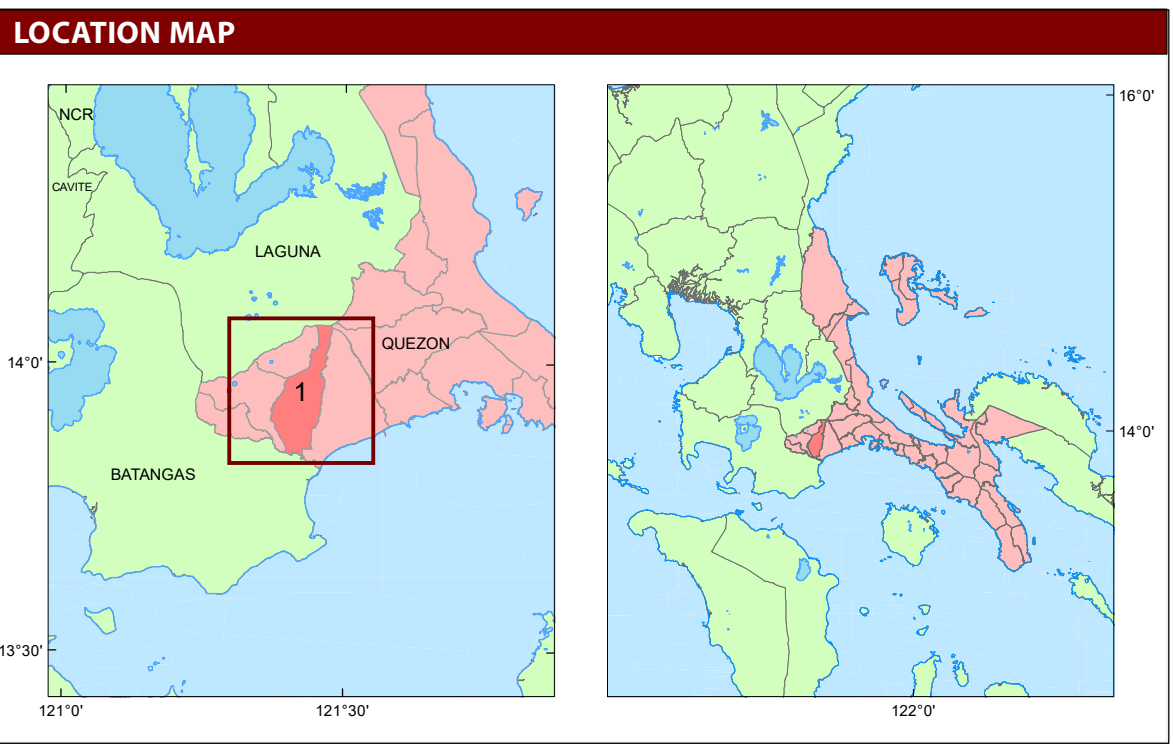 LOCATION MAP
NCR
CAVITE
LAGUNA
QUEZON
1
BATANGAS
14°0'
13°30'
121°0'
121°30'
16°0'
14°0'
122°0'